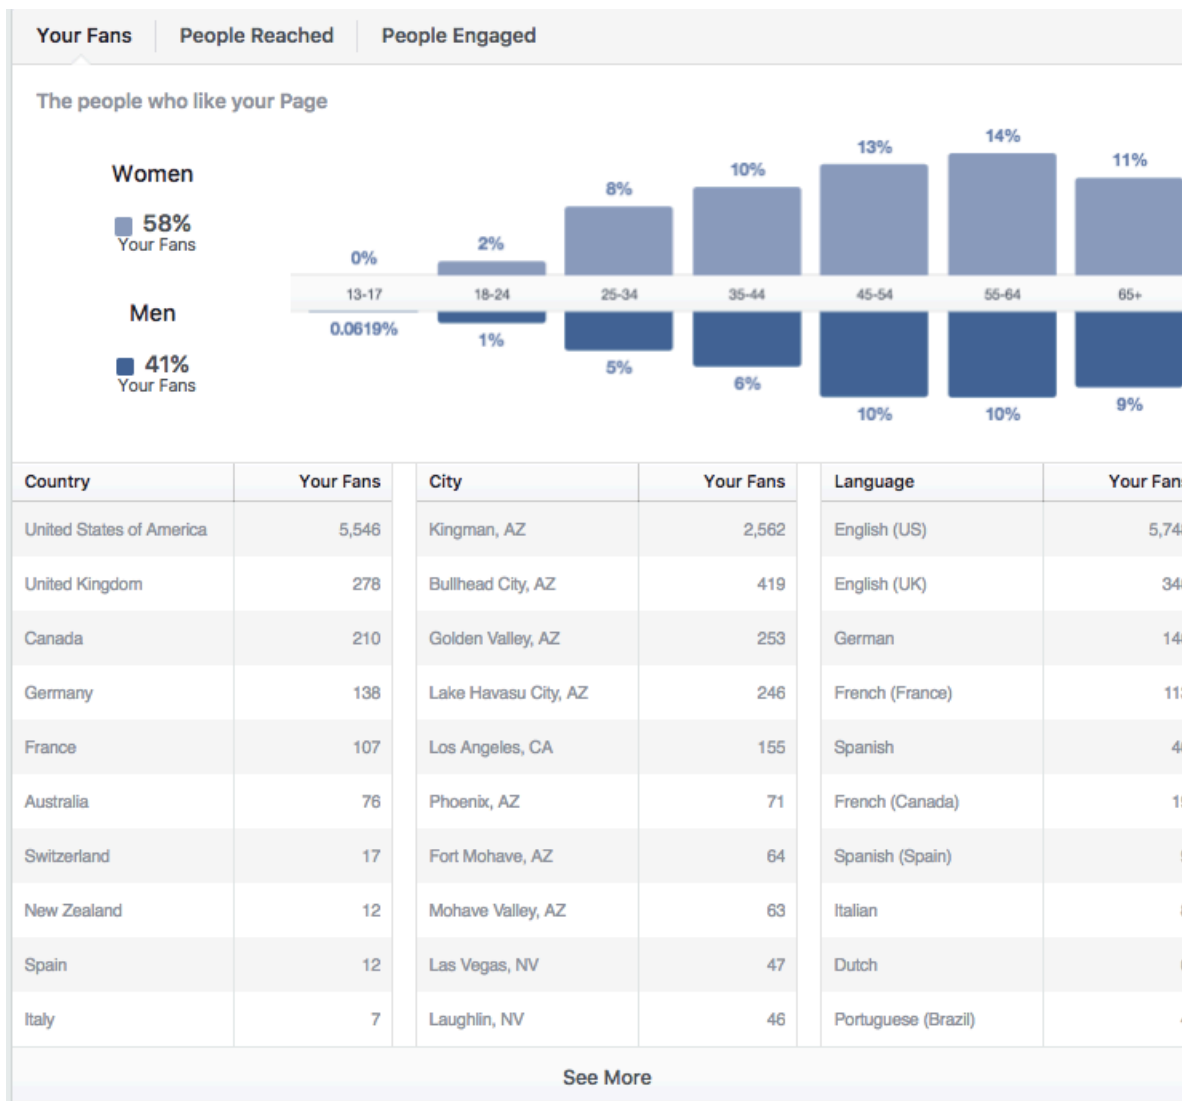 Your Fans People Reached People Engaged
The people who like your Page
Women
58%
Your Fans
Men
41%
Your Fans
0% 2% 8% 10% 13% 14% 11%
13-17 18-24 25-34 35-44 45-54 55-64 65+
0.0619% 1% 5% 6% 10% 10% 9%
Country Your Fans City Your Fans Language Your Fans
United States of America 5,546 Kingman, AZ 2,562 English (US)
United Kingdom 278 Bullhead City, AZ 419 English (UK)
Canada 210 Golden Valley, AZ 253 German
Germany 138 Lake Havasu City, AZ 246 French (France)
France 107 Los Angeles, CA 155 Spanish
Australia 76 Phoenix, AZ 71 French (Canada)
Switzerland 17 Fort Mohave, AZ 64 Spanish (Spain)
New Zealand 12 Mohave Valley, AZ 63 Italian
Spain 12 Las Vegas, NV 47 Dutch
Italy 7 Laughlin, NV 46 Portuguese (Brazil)
See More